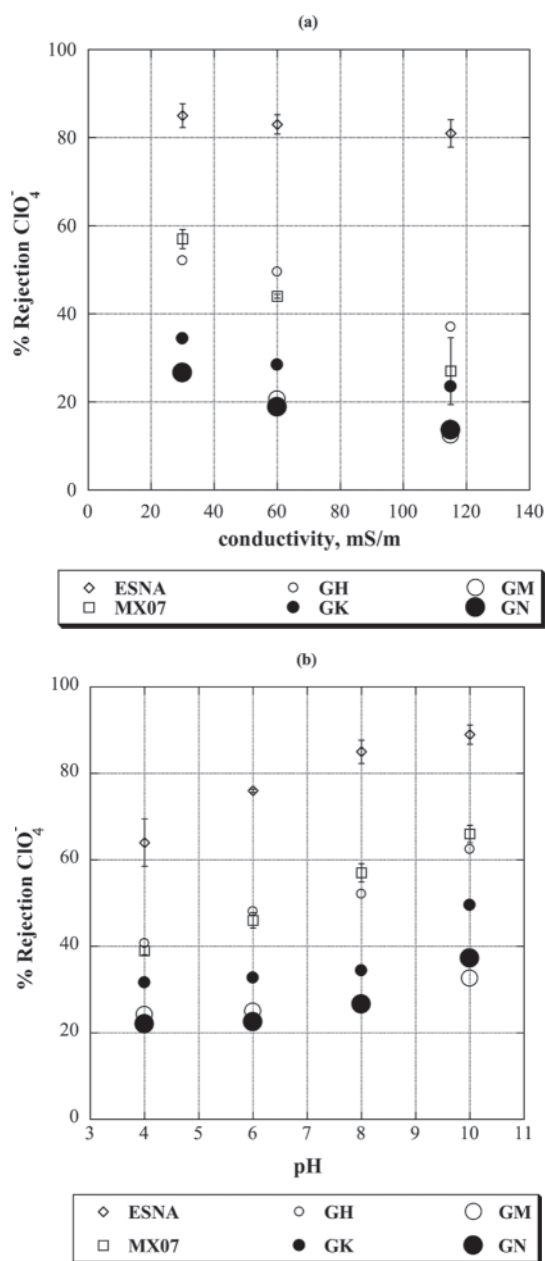 (a)
100
80
60
40
20
0
% Rejection ClO₄⁻
0 20 40 60 80 100 120 140
conductivity, mS/m
ESNA GH GM
MX07 GK GN
(b)
100
80
60
40
20
0
% Rejection ClO₄⁻
3 4 5 6 7 8 9 10 11
pH
ESNA GH GM
MX07 GK GN